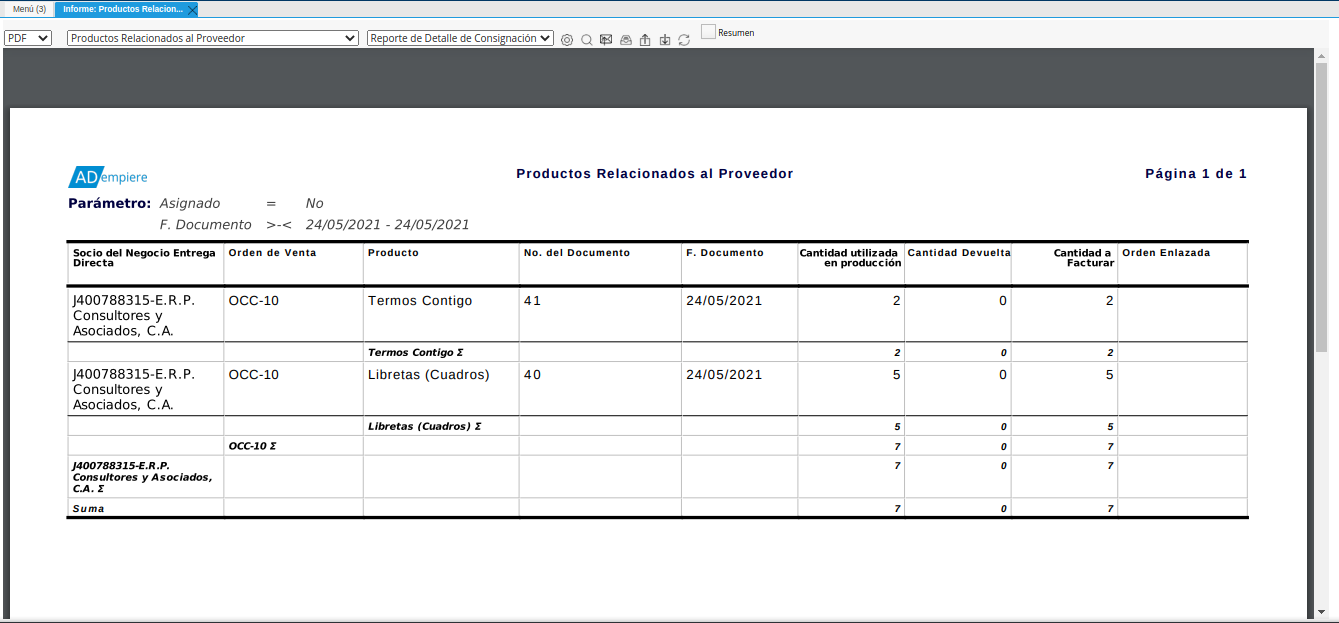 Menú (3) Informe: Productos Relacion...
PDF Productos Relacionados al Proveedor Reporte de Detalle de Consignación Resumen
ADempiere Productos Relacionados al Proveedor Página 1 de 1
Parámetro: Asignado = No
F. Documento >-< 24/05/2021 - 24/05/2021
Socio del Negocio Entrega Orden de Venta Producto No. del Documento F. Documento Cantidad utilizada Cantidad Devuelta Cantidad a Orden Enlazada
Directa en producción Facturar
J400788315-E.R.P. OCC-10 Termos Contigo 41 24/05/2021 2 0 2
Consultores y
Asociados, C.A.
Termos Contigo Σ 2 0 2
J400788315-E.R.P. OCC-10 Libretas (Cuadros) 40 24/05/2021 5 0 5
Consultores y
Asociados, C.A.
Libretas (Cuadros) Σ 5 0 5
OCC-10 Σ 7 0 7
J400788315-E.R.P. 7 0 7
Consultores y Asociados,
C.A. Σ
Suma 7 0 7